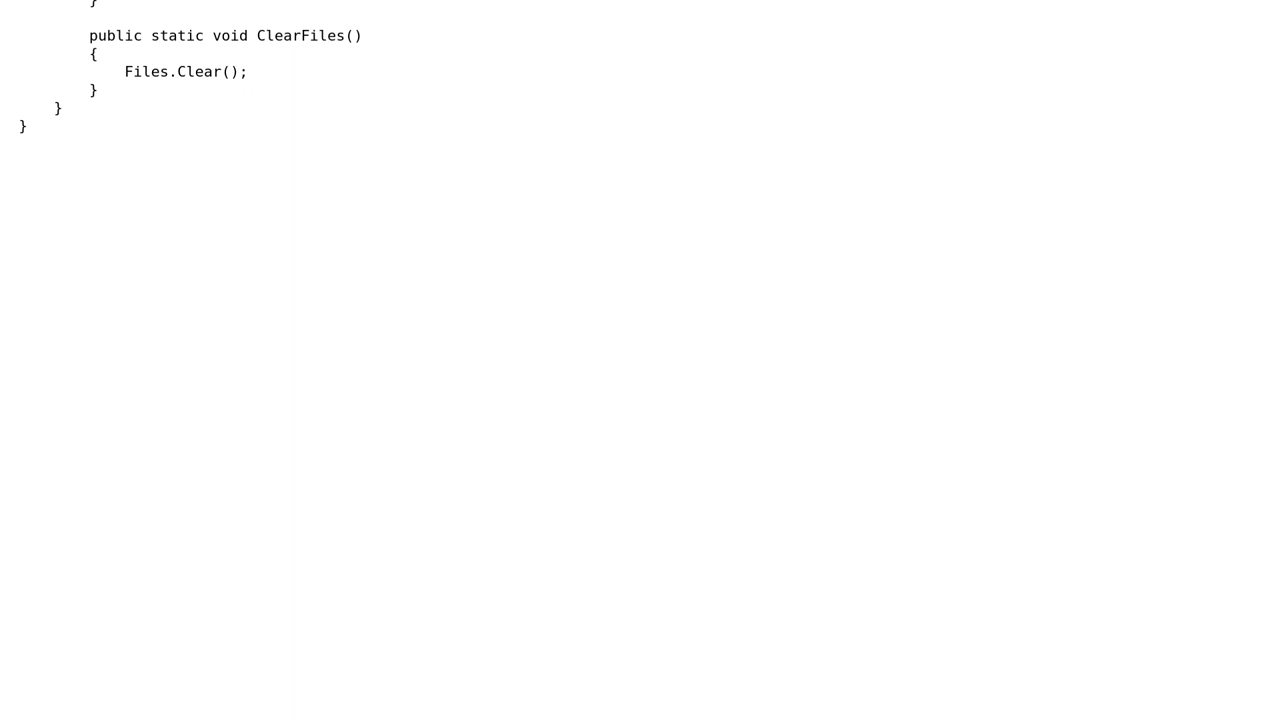 }

        public static void ClearFiles()
        {
            Files.Clear();
        }
    }
}